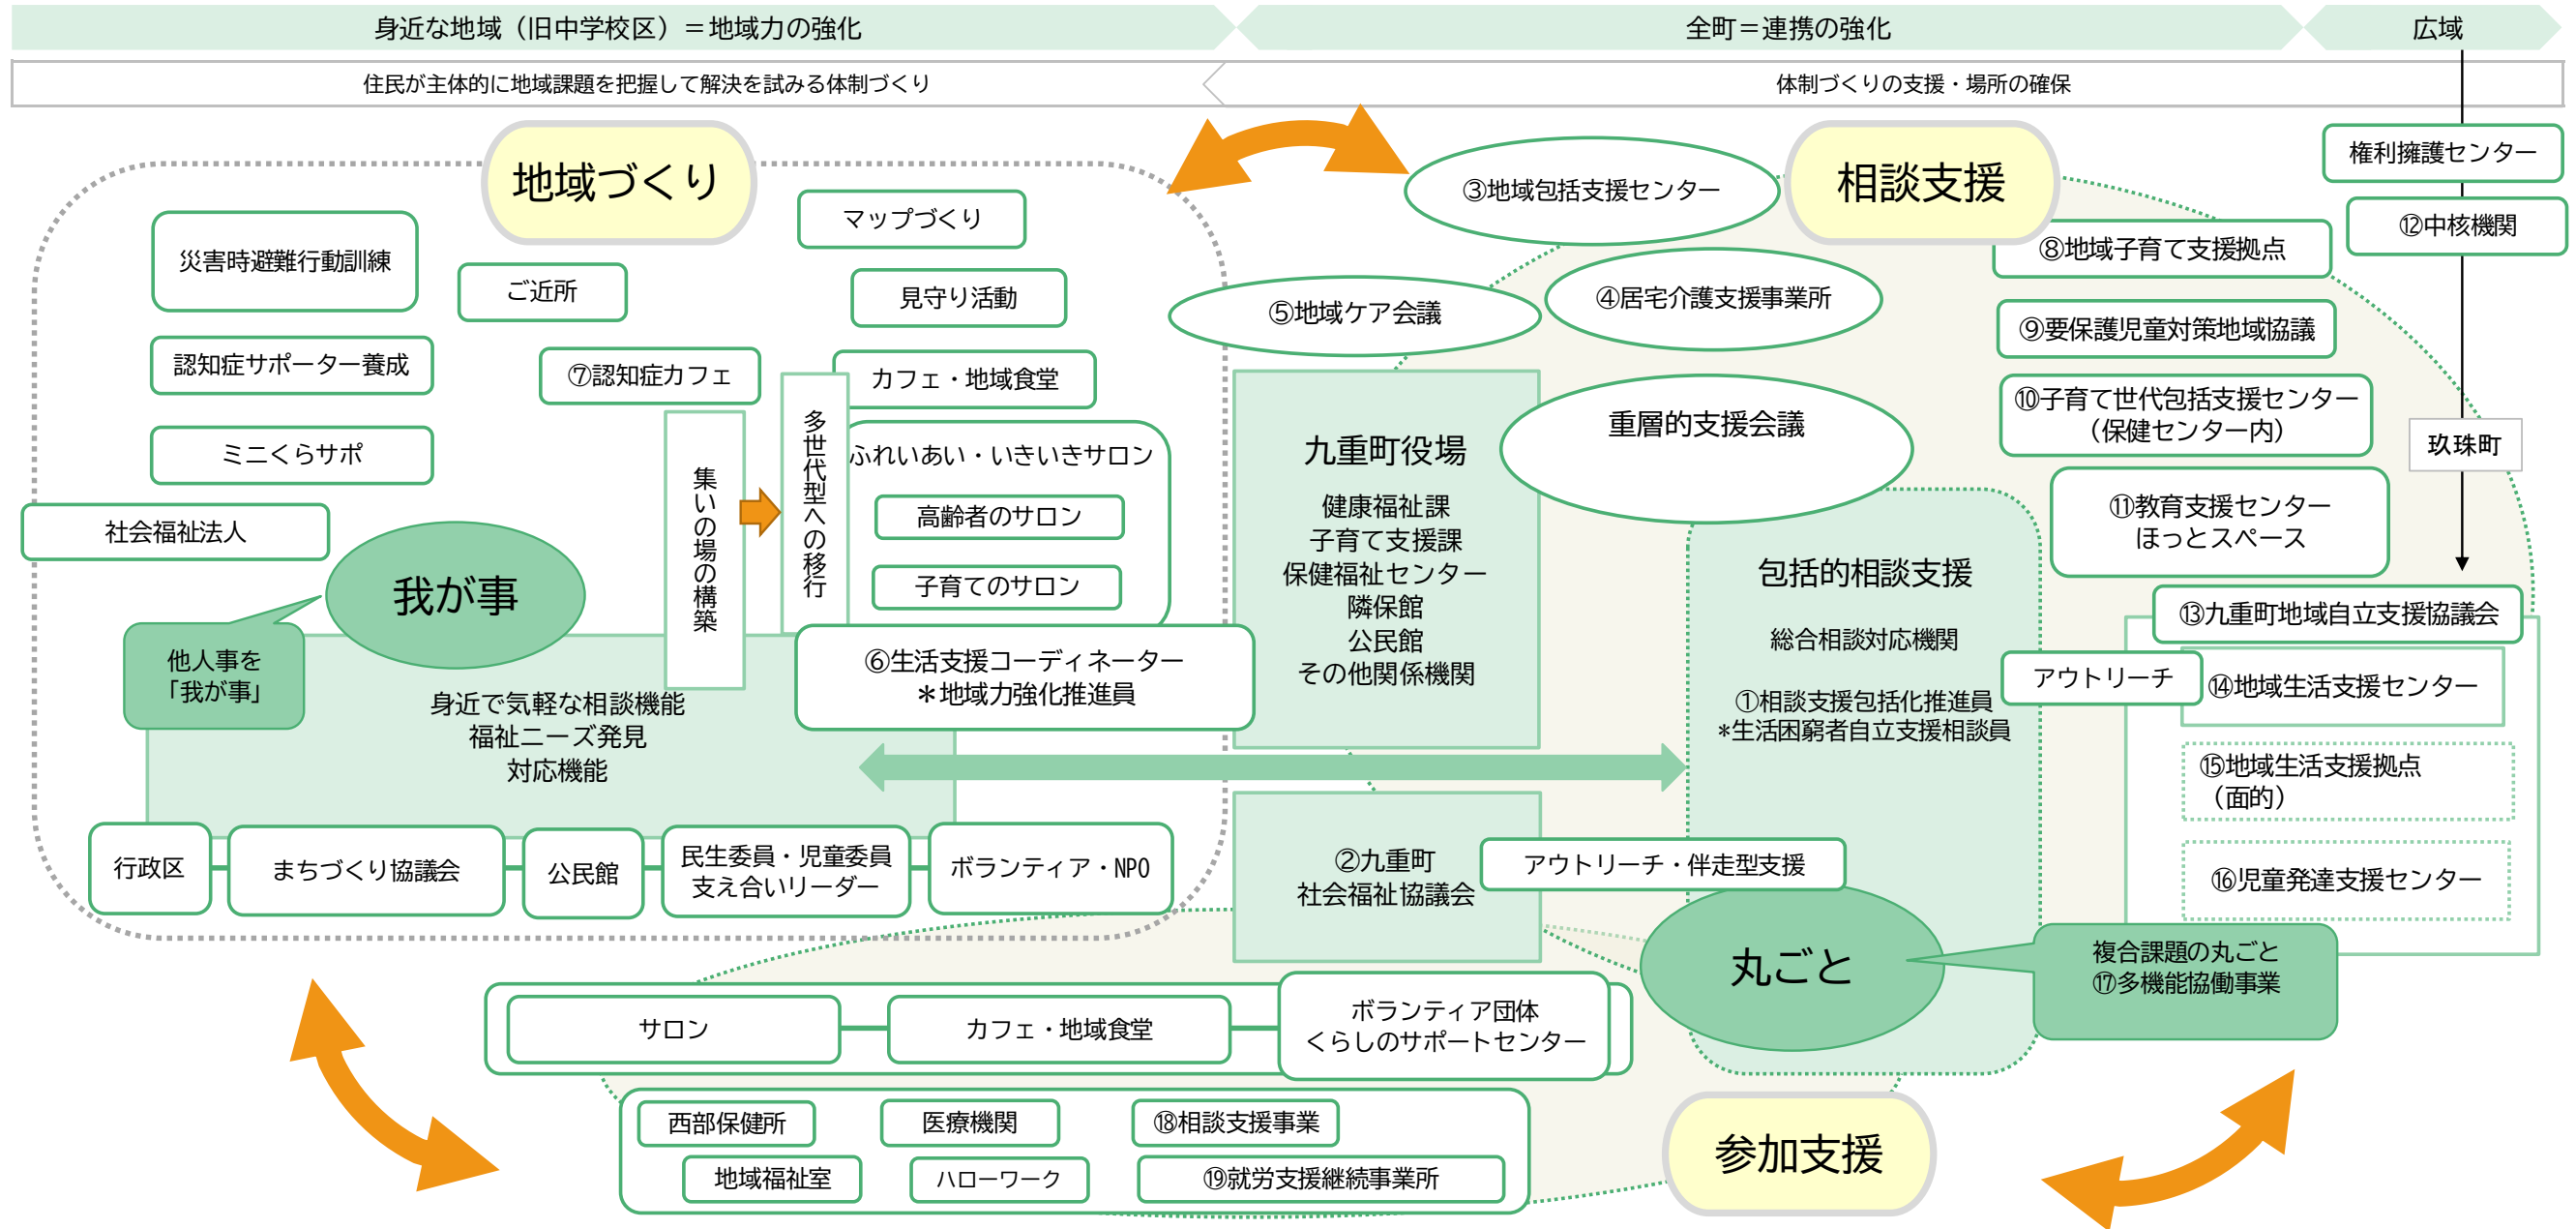 身近な地域（旧中学校区）＝地域力の強化
全町＝連携の強化
広域
住民が主体的に地域課題を把握して解決を試みる体制づくり
体制づくりの支援・場所の確保
地域づくり
災害時避難行動訓練
ご近所
マップづくり
見守り活動
認知症サポーター養成
⑦認知症カフェ
カフェ・地域食堂
ミニくらサポ
集いの場の構築
多世代型への移行
ふれいあい・いきいきサロン
高齢者のサロン
子育てのサロン
社会福祉法人
我が事
他人事を
「我が事」
身近で気軽な相談機能
福祉ニーズ発見
対応機能
⑥生活支援コーディネーター
＊地域力強化推進員
行政区
まちづくり協議会
公民館
民生委員・児童委員
支え合いリーダー
ボランティア・NPO
相談支援
③地域包括支援センター
④居宅介護支援事業所
⑤地域ケア会議
重層的支援会議
九重町役場
健康福祉課
子育て支援課
保健福祉センター
隣保館
公民館
その他関係機関
②九重町
社会福祉協議会
包括的相談支援
総合相談対応機関
①相談支援包括化推進員
*生活困窮者自立支援相談員
アウトリーチ・伴走型支援
丸ごと
複合課題の丸ごと
⑰多機能協働事業
⑧地域子育て支援拠点
⑨要保護児童対策地域協議
⑩子育て世代包括支援センター
（保健センター内）
⑪教育支援センター
ほっとスペース
権利擁護センター
⑫中核機関
玖珠町
⑬九重町地域自立支援協議会
アウトリーチ
⑭地域生活支援センター
⑮地域生活支援拠点
（面的）
⑯児童発達支援センター
サロン
カフェ・地域食堂
ボランティア団体
くらしのサポートセンター
西部保健所
医療機関
⑱相談支援事業
地域福祉室
ハローワーク
⑲就労支援継続事業所
参加支援